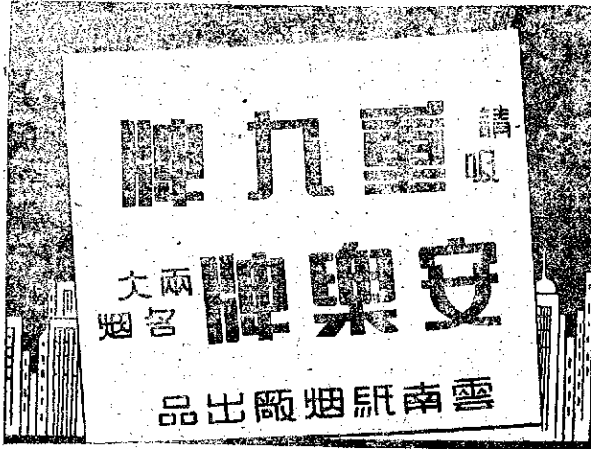 請吸
重九牌
安樂牌
兩大
名烟
雲南紙烟廠出品